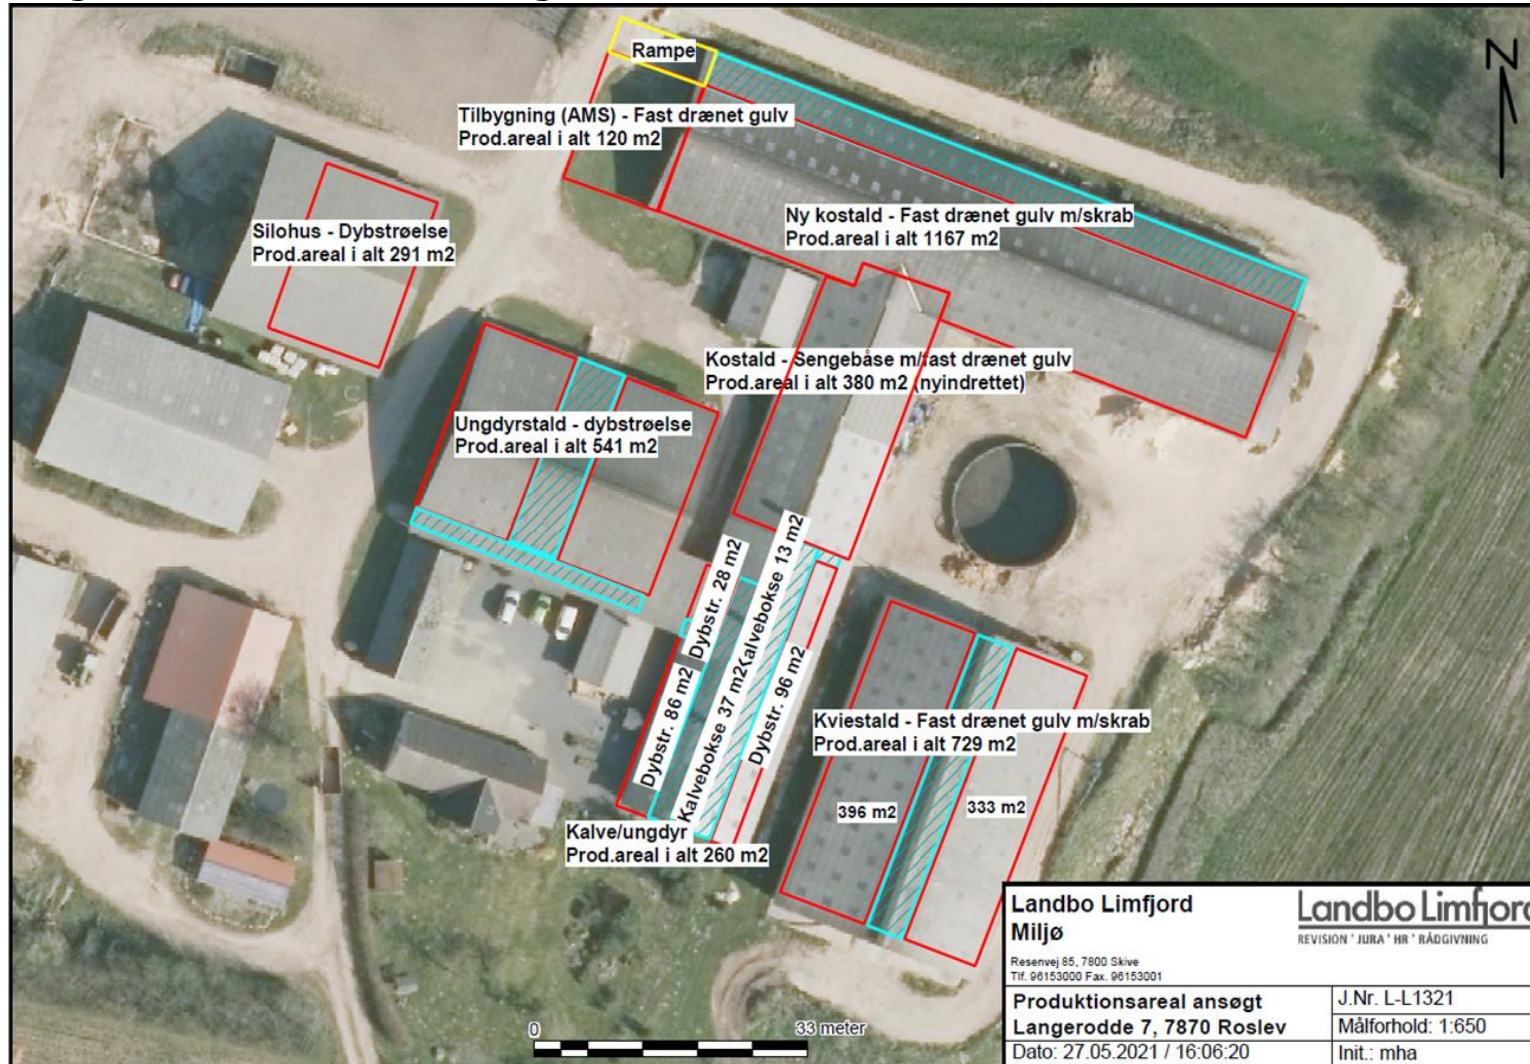 Rampe
N
Tilbygning (AMS) - Fast drænet gulv
Prod.areal i alt 120 m2
Silohus - Dybstrøelse
Prod.areal i alt 291 m2
Ny kostald - Fast drænet gulv m/skrab
Prod.areal i alt 1167 m2
Kostald - Sengebåse m/fast drænet gulv
Prod.areal i alt 380 m2 (nyindrettet)
Ungdyrstald - dybstrøelse
Prod.areal i alt 541 m2
Dybstr. 28 m2
Kalvebokse 13 m2
Dybstr. 86 m2
Kalvebokse 37 m2
Dybstr. 96 m2
Kviestald - Fast drænet gulv m/skrab
Prod.areal i alt 729 m2
396 m2
333 m2
Kalve/ungdyr
Prod.areal i alt 260 m2
0
33 meter
Landbo Limfjord
Miljø
Resenvej 85, 7800 Skive
Tlf. 96153000 Fax. 96153001
Landbo Limfjord
REVISION ' JURA ' HR ' RÅDGIVNING
Produktionsareal ansøgt
Langerodde 7, 7870 Roslev
Dato: 27.05.2021 / 16:06:20
J.Nr. L-L1321
Målforhold: 1:650
Init.: mha